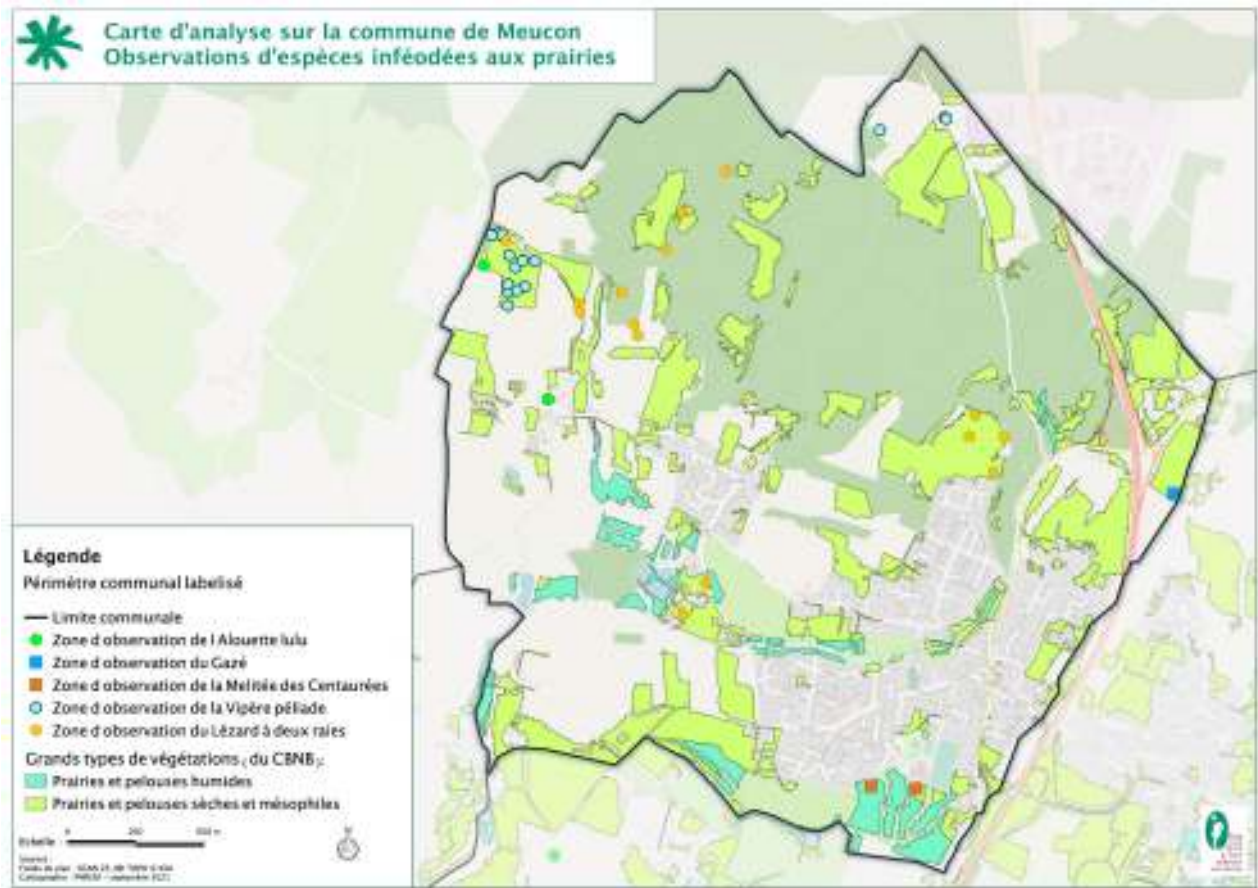 Carte d'analyse sur la commune de Meucon
Observations d'espèces inféodées aux prairies
Légende
Périmètre communal labelisé
Limite communale
Zone d observation de l Alouette lulu
Zone d observation du Gazé
Zone d observation de la Melitée des Centaurées
Zone d observation de la Vipère péliade
Zone d observation du Lézard à deux raies
Grands types de végétations ( du CBNB ):
Prairies et pelouses humides
Prairies et pelouses sèches et mésophiles
Echelle